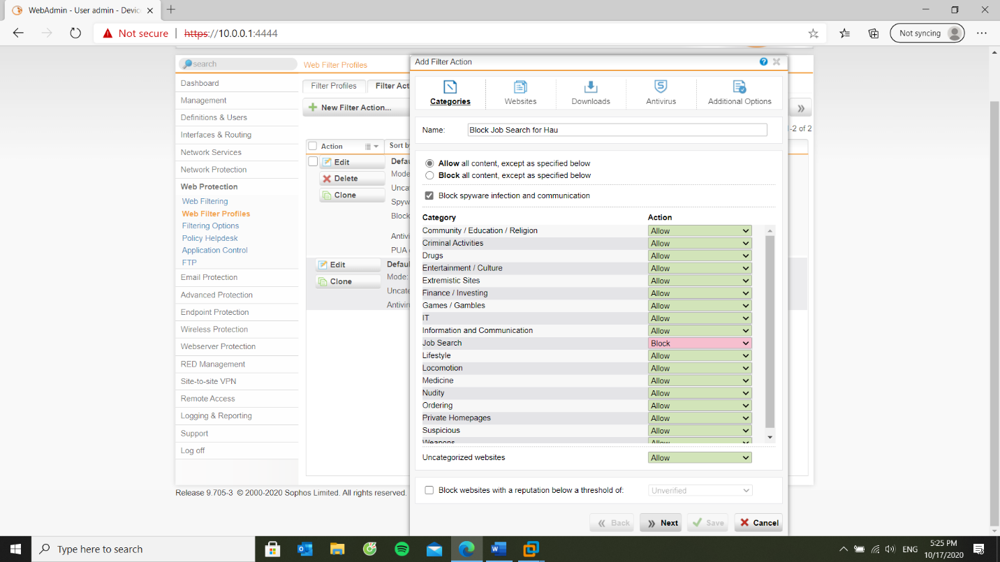 WebAdmin - User admin - Devic
Not secure
https://10.0.0.1:4444
Not syncing
search
Dashboard
Management
Definitions & Users
Interfaces & Routing
Network Services
Network Protection
Web Protection
Web Filtering
Web Filter Profiles
Filtering Options
Policy Helpdesk
Application Control
FTP
Email Protection
Advanced Protection
Endpoint Protection
Wireless Protection
Webserver Protection
RED Management
Site-to-site VPN
Remote Access
Logging & Reporting
Support
Log off
Release 9.705-3 © 2000-2020 Sophos Limited. All rights reserved.
Web Filter Profiles
Filter Profiles Filter Act
New Filter Action...
1-2 of 2
Action Sort b
Edit Defau
Delete Mode
Uncat
Clone Spyw
Block
Antivi
PUA
Edit Defaul
Clone Mode:
Uncate
Antiviru
Add Filter Action
Categories Websites Downloads Antivirus Additional Options
Name: Block Job Search for Hau
Allow all content, except as specified below
Block all content, except as specified below
Block spyware infection and communication
Category Action
Community / Education / Religion Allow
Criminal Activities Allow
Drugs Allow
Entertainment / Culture Allow
Extremistic Sites Allow
Finance / Investing Allow
Games / Gambles Allow
IT Allow
Information and Communication Allow
Job Search Block
Lifestyle Allow
Locomotion Allow
Medicine Allow
Nudity Allow
Ordering Allow
Private Homepages Allow
Suspicious Allow
Weapons Allow
Uncategorized websites Allow
Block websites with a reputation below a threshold of: Unverified
Back Next Save Cancel
Type here to search
ENG
5:25 PM
10/17/2020